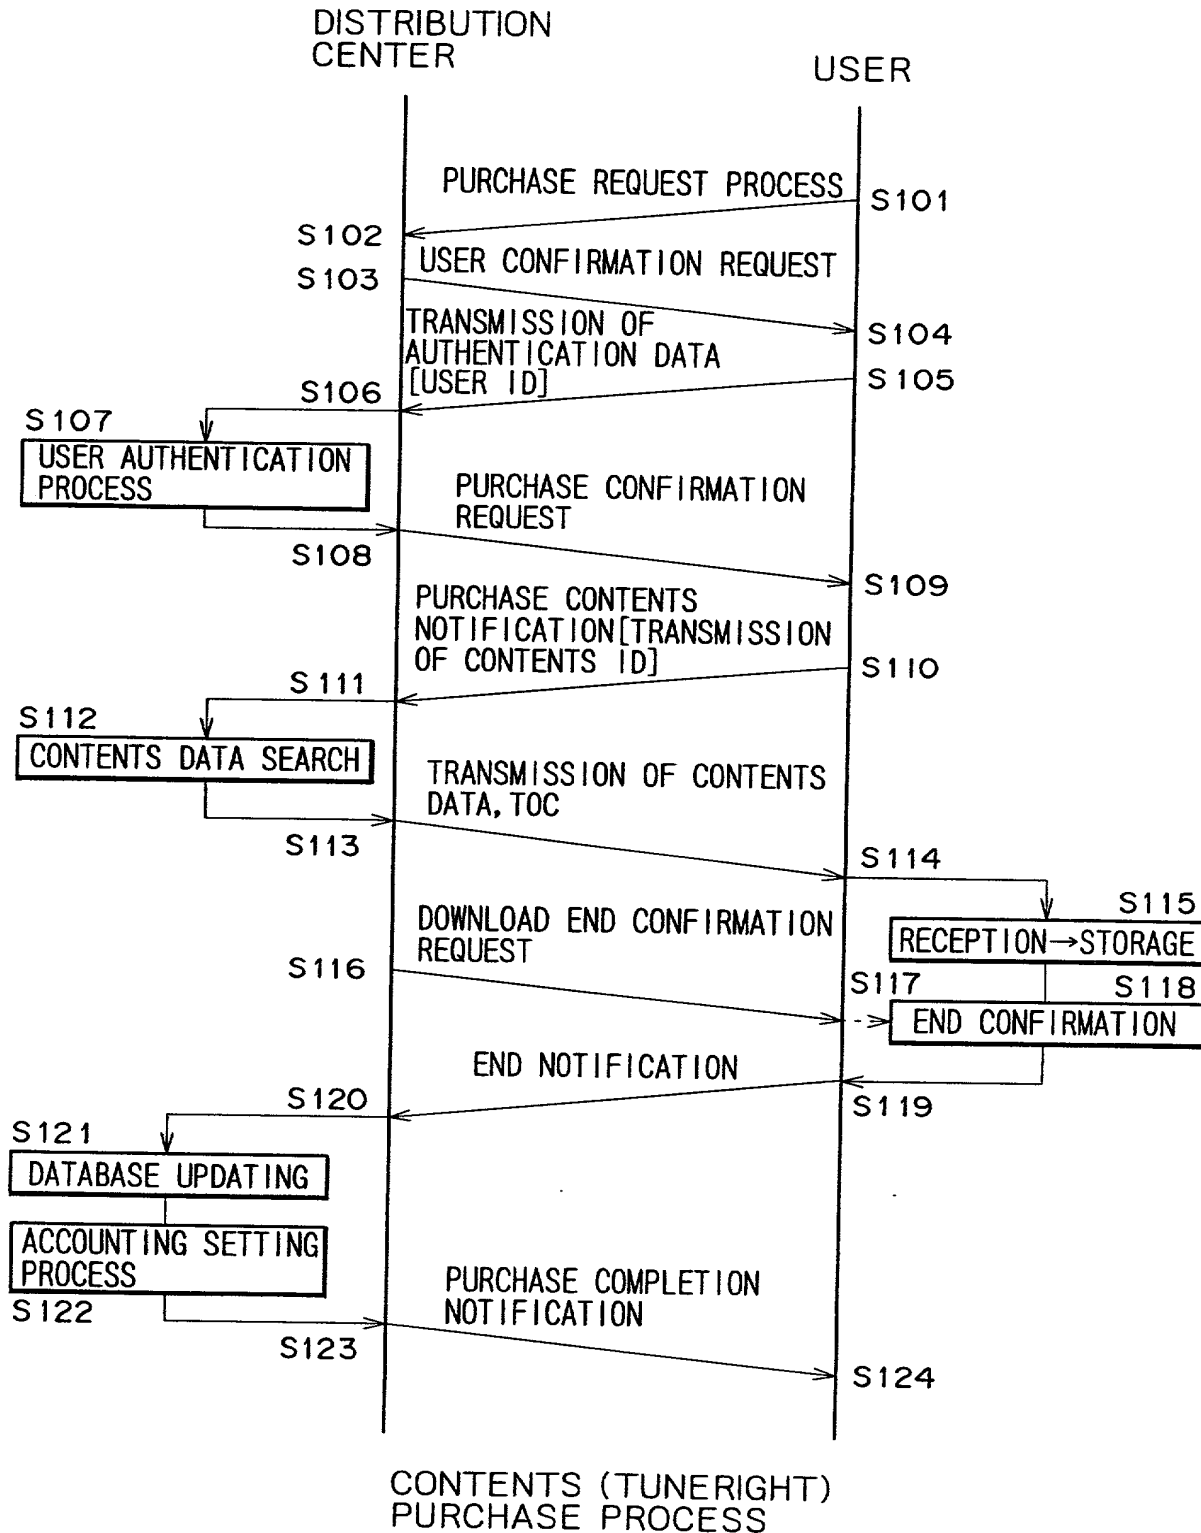 DISTRIBUTION
CENTER
USER
PURCHASE REQUEST PROCESS
S101
S102
USER CONFIRMATION REQUEST
S103
TRANSMISSION OF
AUTHENTICATION DATA
[USER ID]
S104
S105
S106
S107
USER AUTHENTICATION
PROCESS
PURCHASE CONFIRMATION
REQUEST
S108
S109
PURCHASE CONTENTS
NOTIFICATION[TRANSMISSION
OF CONTENTS ID]
S110
S111
S112
CONTENTS DATA SEARCH
TRANSMISSION OF CONTENTS
DATA, TOC
S113
S114
S115
RECEPTION→STORAGE
DOWNLOAD END CONFIRMATION
REQUEST
S116
S117
S118
END CONFIRMATION
END NOTIFICATION
S119
S120
S121
DATABASE UPDATING
ACCOUNTING SETTING
PROCESS
S122
PURCHASE COMPLETION
NOTIFICATION
S123
S124
CONTENTS (TUNERIGHT)
PURCHASE PROCESS